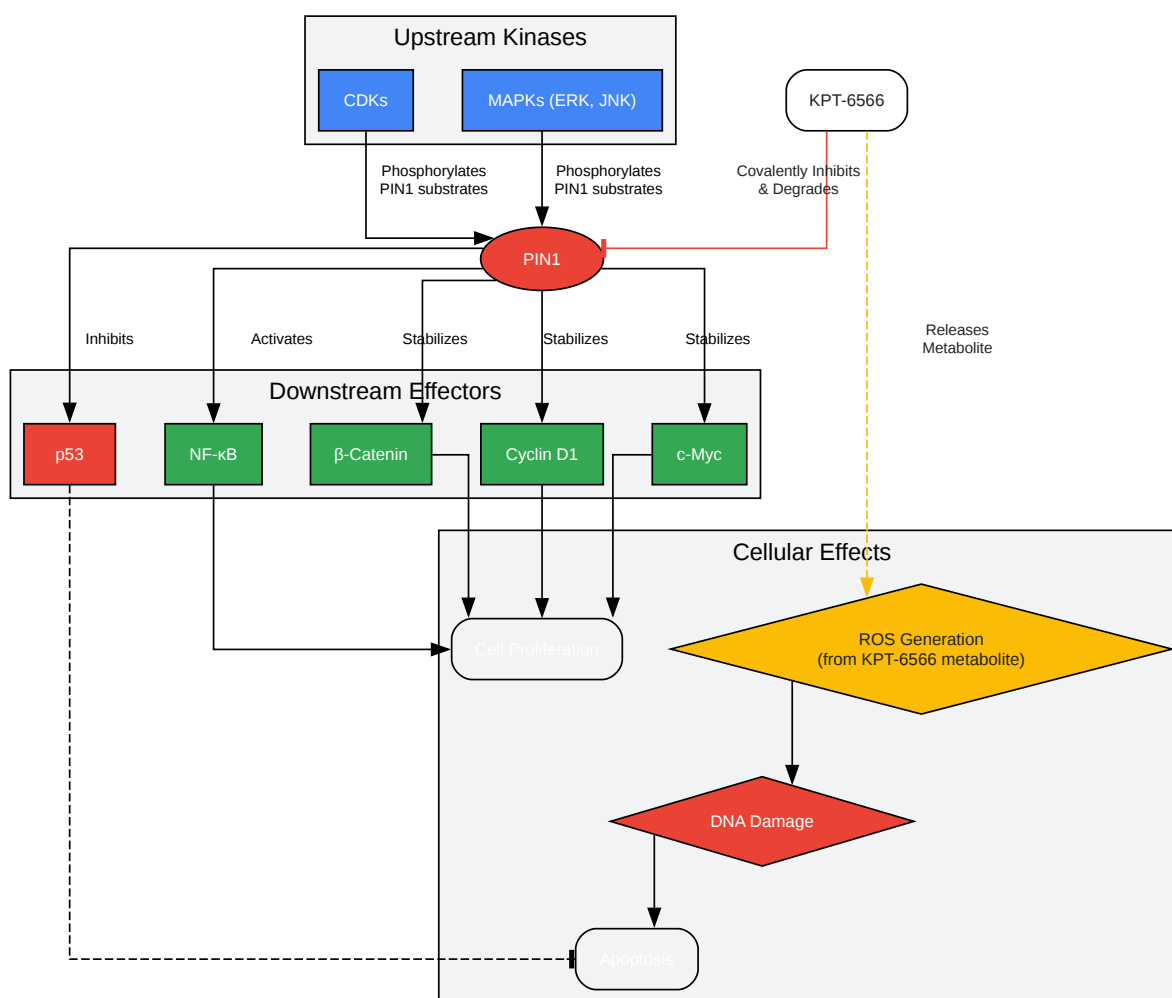 Upstream Kinases
CDKs
MAPKs (ERK, JNK)
KPT-6566
Phosphorylates
PIN1 substrates
Phosphorylates
PIN1 substrates
Covalently Inhibits
& Degrades
PIN1
Inhibits
Activates
Stabilizes
Stabilizes
Stabilizes
Releases
Metabolite
Downstream Effectors
p53
NF-κB
β-Catenin
Cyclin D1
c-Myc
Cellular Effects
Cell Proliferation
ROS Generation
(from KPT-6566 metabolite)
DNA Damage
Apoptosis